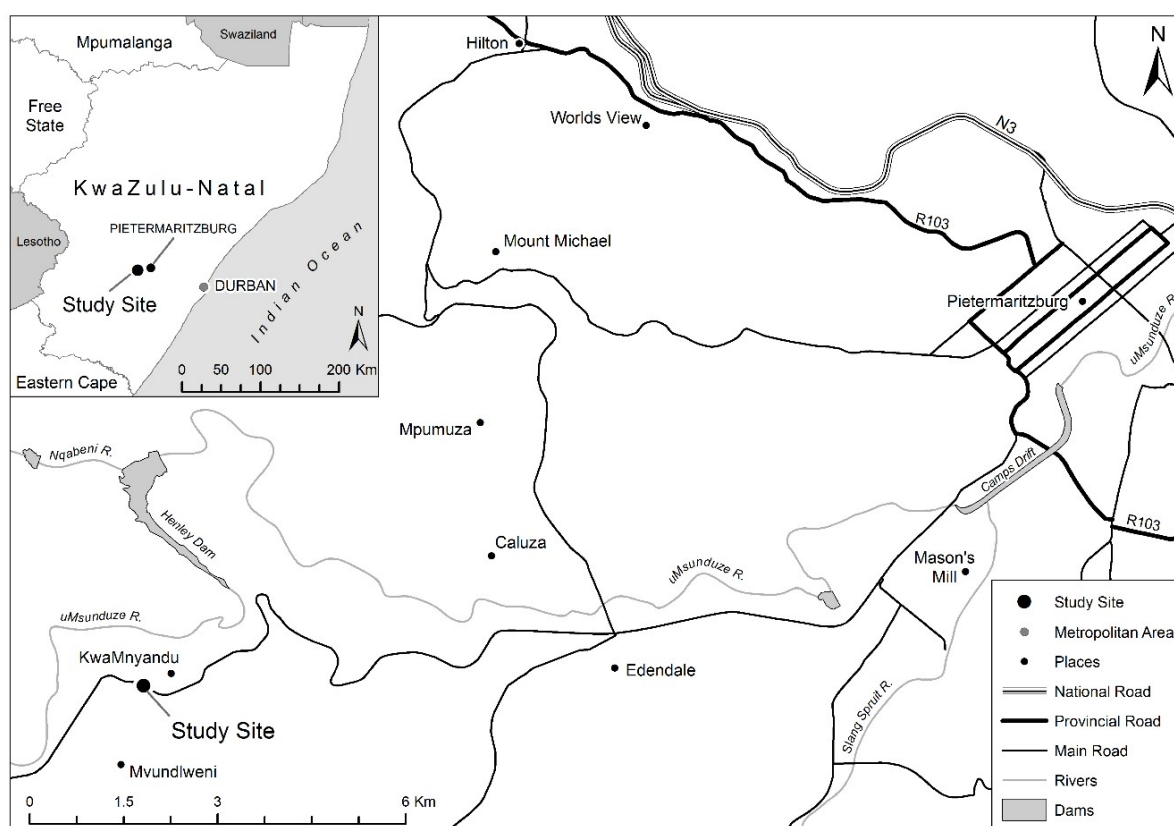 Mpumalanga
Swaziland
Free
State
KwaZulu-Natal
Lesotho
PIETERMARITZBURG
Study Site
DURBAN
Indian Ocean
N
Eastern Cape
0 50 100 150 200 Km
Hilton
Worlds View
N
N3
R103
Mount Michael
Pietermaritzburg
uMsunduze R.
Mpumuza
Nqabeni R.
Henley Dam
Camps Drift
R103
Caluza
uMsunduze R.
Mason's
Mill
uMsunduze R.
KwaMnyandu
Edendale
Study Site
Slang Spruit R.
Mvundlweni
0 1.5 3 6 Km
Study Site
Metropolitan Area
Places
National Road
Provincial Road
Main Road
Rivers
Dams